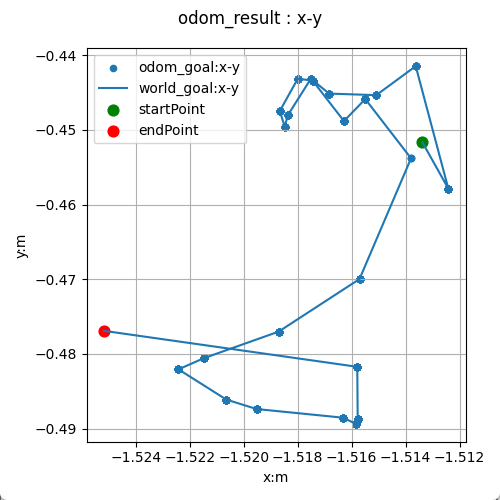 odom_result : x-y
odom_goal:x-y
world_goal:x-y
startPoint
endPoint
−0.44
−0.45
−0.46
−0.47
−0.48
−0.49
y:m
−1.524 −1.522 −1.520 −1.518 −1.516 −1.514 −1.512
x:m